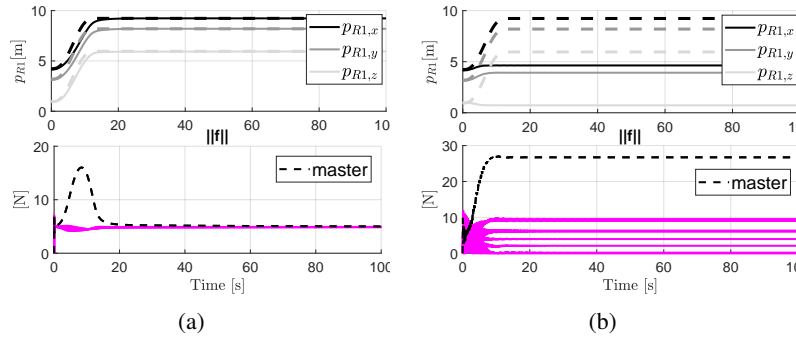 10
5
0
p_{R1}[m]
p_{R1,x}
p_{R1,y}
p_{R1,z}
0 20 40 60 80 100
||f||
20
10
0
[N]
master
0 20 40 60 80 100
Time [s]
(a)
10
5
0
p_{R1}[m]
p_{R1,x}
p_{R1,y}
p_{R1,z}
0 20 40 60 80 10
||f||
30
20
10
0
[N]
master
0 20 40 60 80 100
Time [s]
(b)